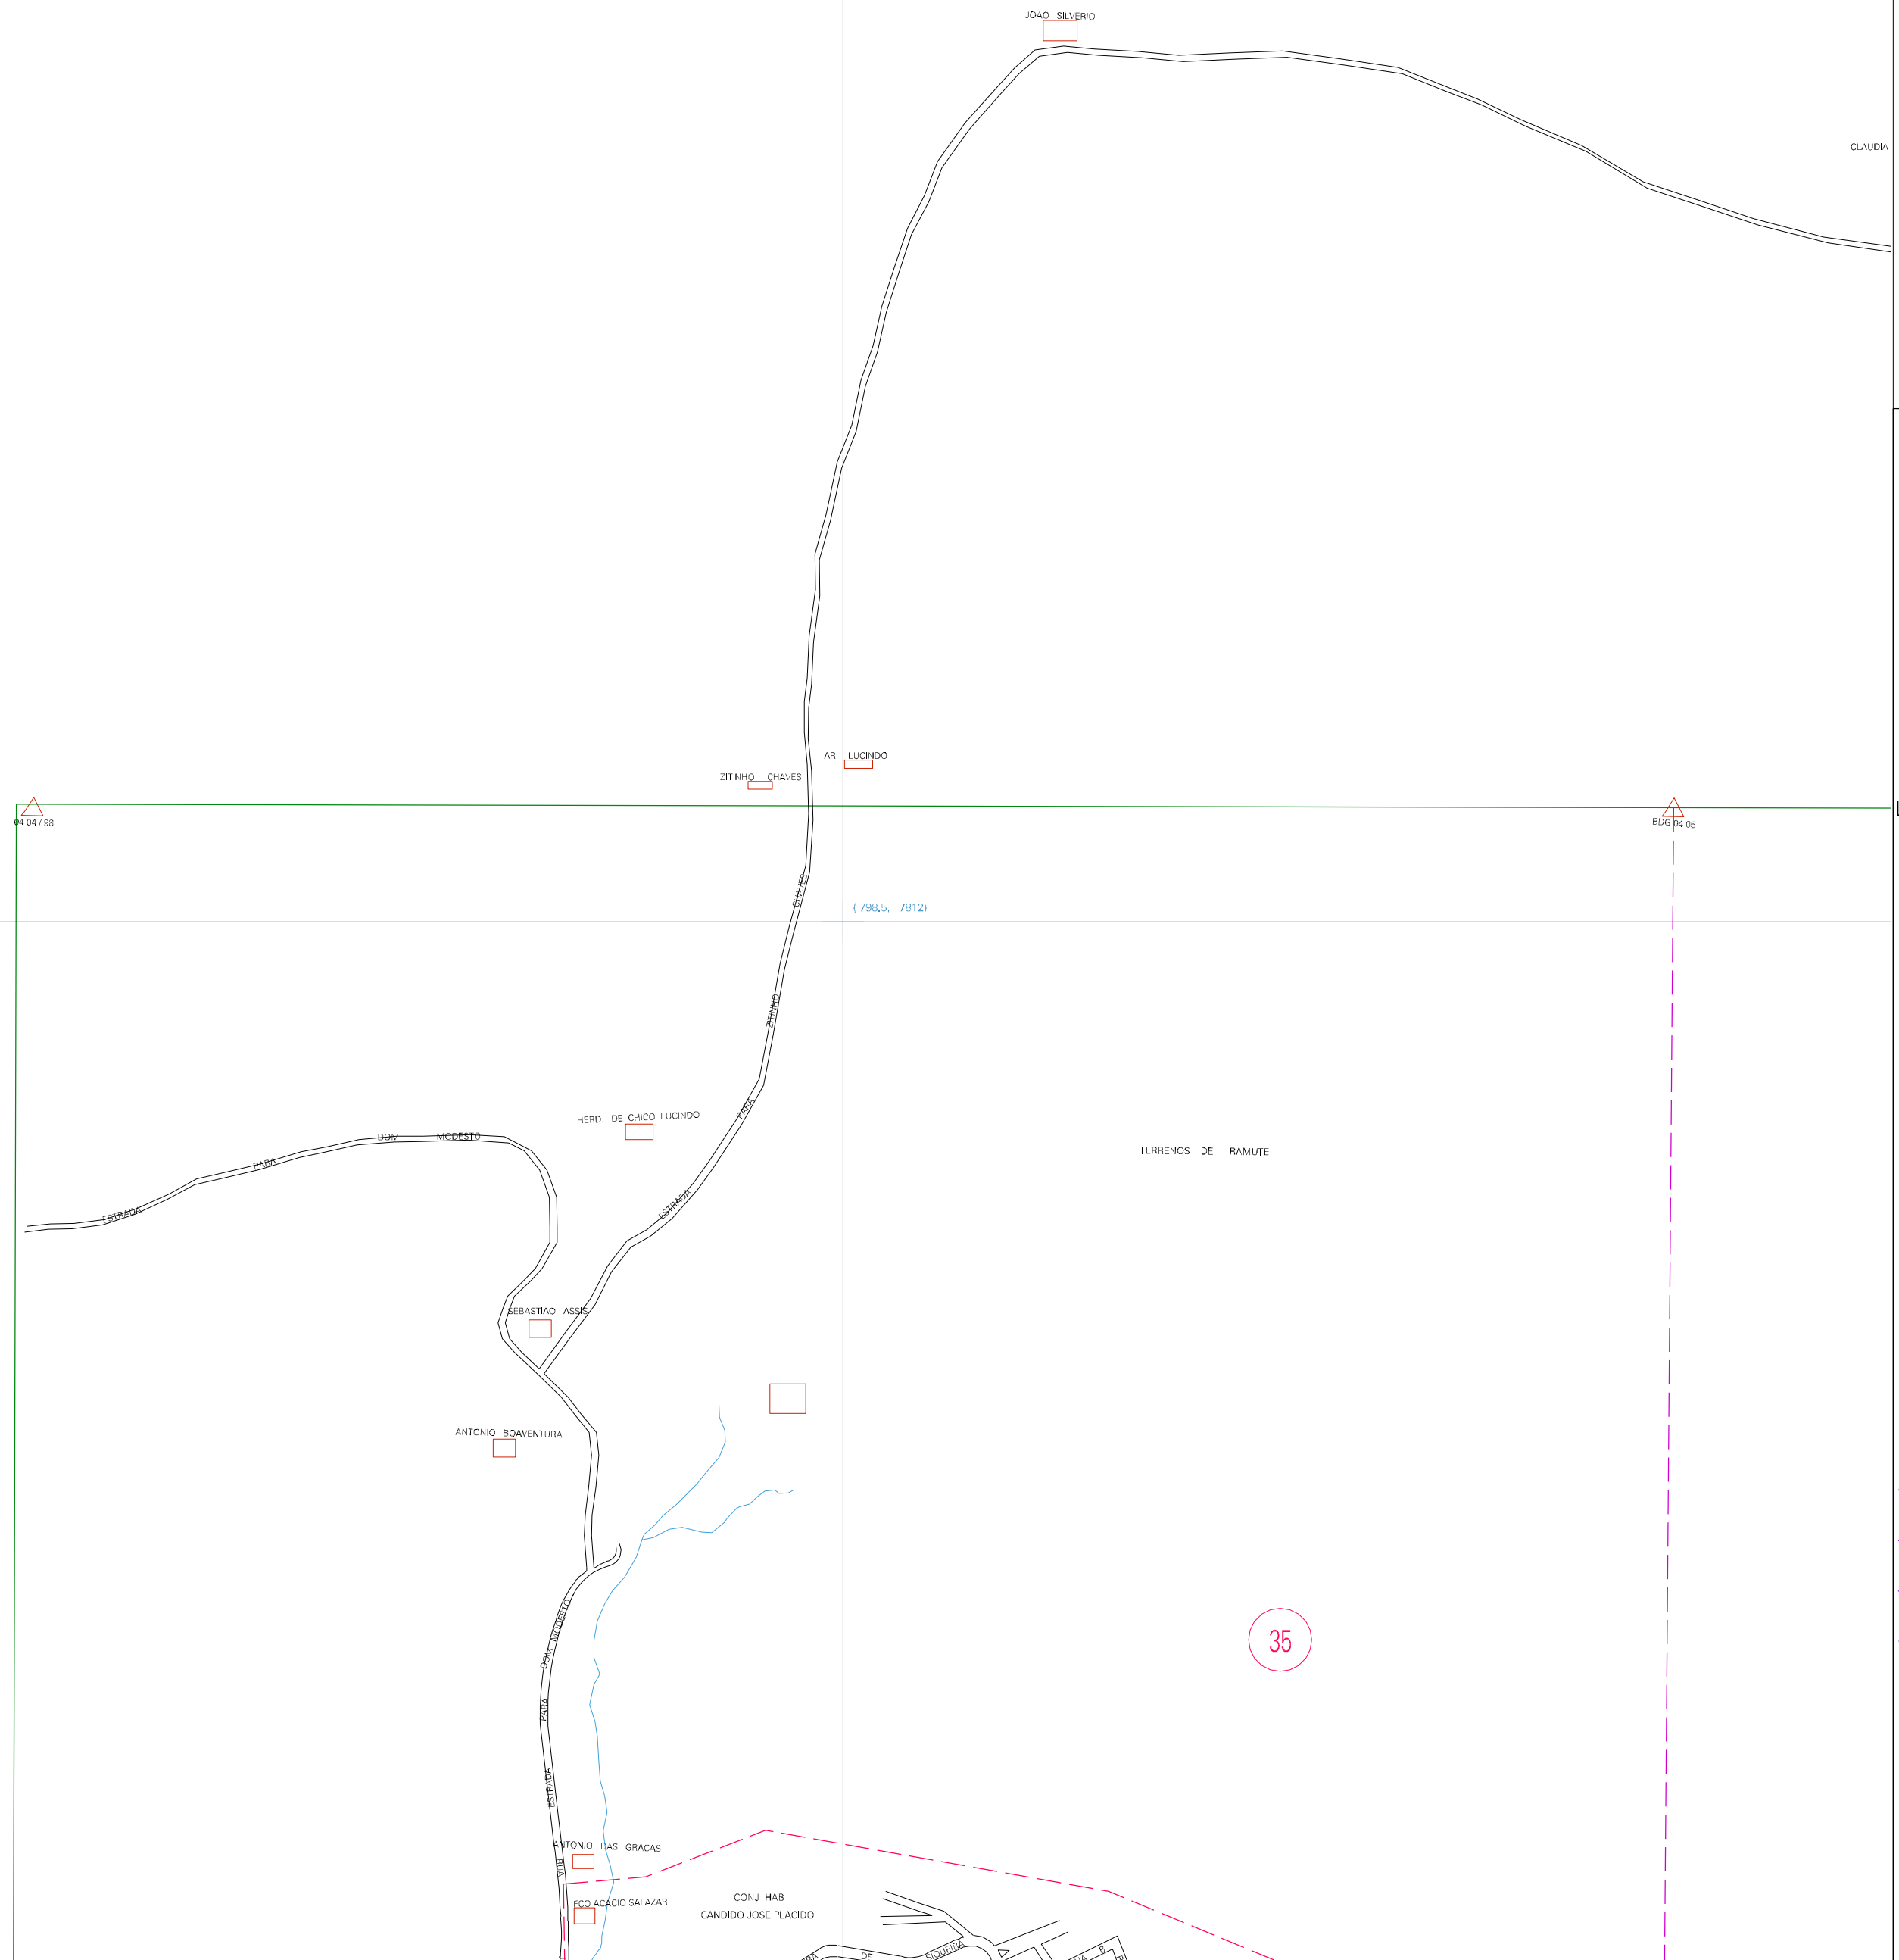 JOAO SILVERIO
CLAUDIA
ARI LUCINDO
ZITINHO CHAVES
04 04 / 98
BDG 04 05
( 798,5, 7812)
ESTRADA PARA ZITINHO CHAVES
HERD. DE CHICO LUCINDO
TERRENOS DE RAMUTE
ESTRADA PARA DOM MODESTO
SEBASTIAO ASSIS
ANTONIO BOAVENTURA
35
ESTRADA PARA DOM MODESTO
ANTONIO DAS GRACAS
RUA
FCO ACACIO SALAZAR
CONJ HAB
CANDIDO JOSE PLACIDO
DE SIQUEIRA
B